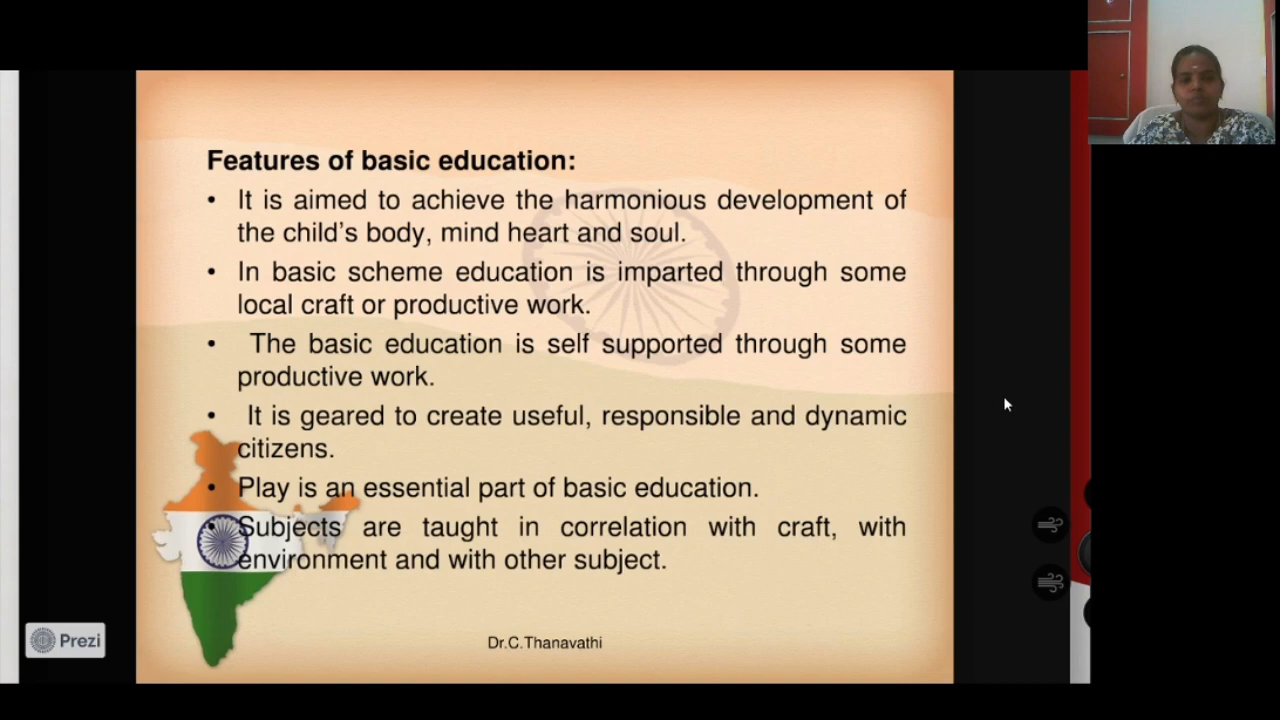 Features of basic education:
• It is aimed to achieve the harmonious development of
the child's body, mind heart and soul.
• In basic scheme education is imparted through some
local craft or productive work.
• The basic education is self supported through some
productive work.
• It is geared to create useful, responsible and dynamic
citizens.
• Play is an essential part of basic education.
• Subjects are taught in correlation with craft, with
environment and with other subject.
Dr.C.Thanavathi
Prezi